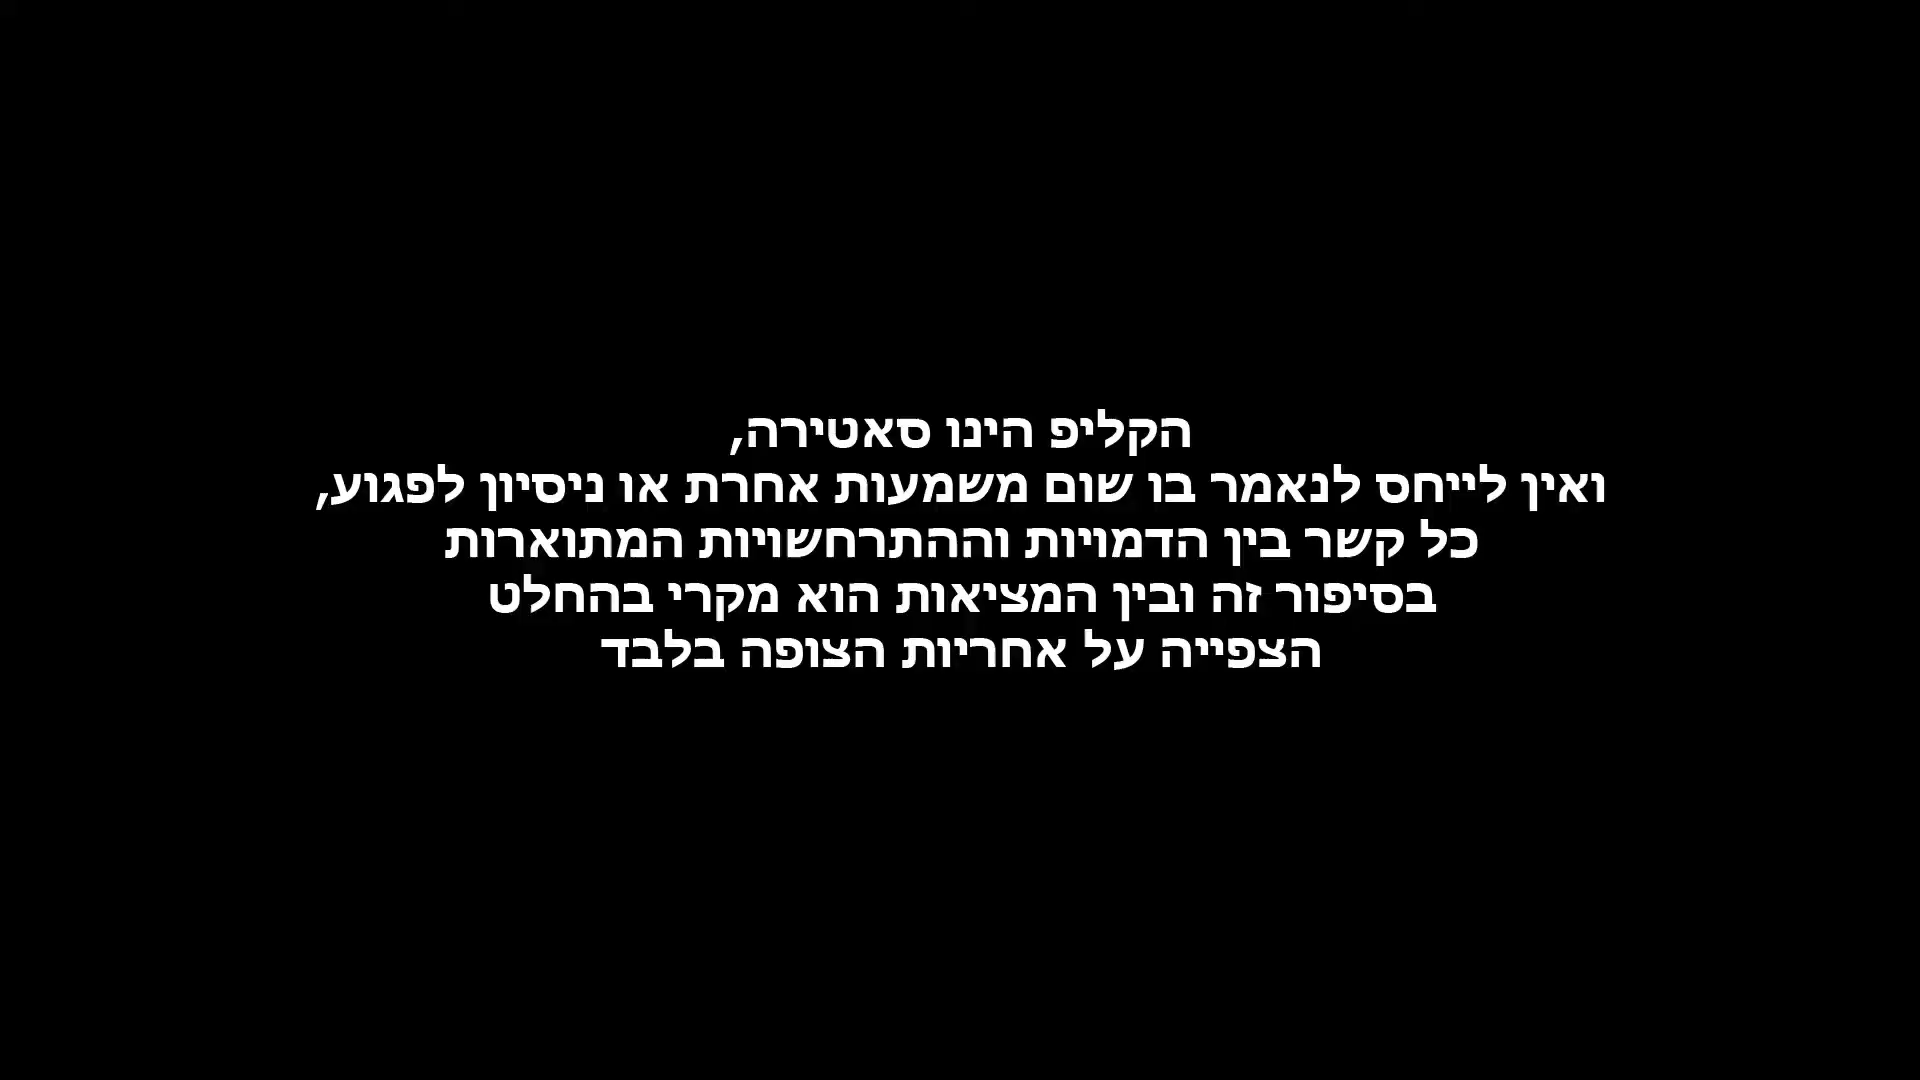 הקליפ הינו סאטירה,
ואין לייחס לנאמר בו שום משמעות אחרת או ניסיון לפגוע,
כל קשר בין הדמויות וההתרחשויות המתוארות
בסיפור זה ובין המציאות הוא מקרי בהחלט
הצפייה על אחריות הצופה בלבד